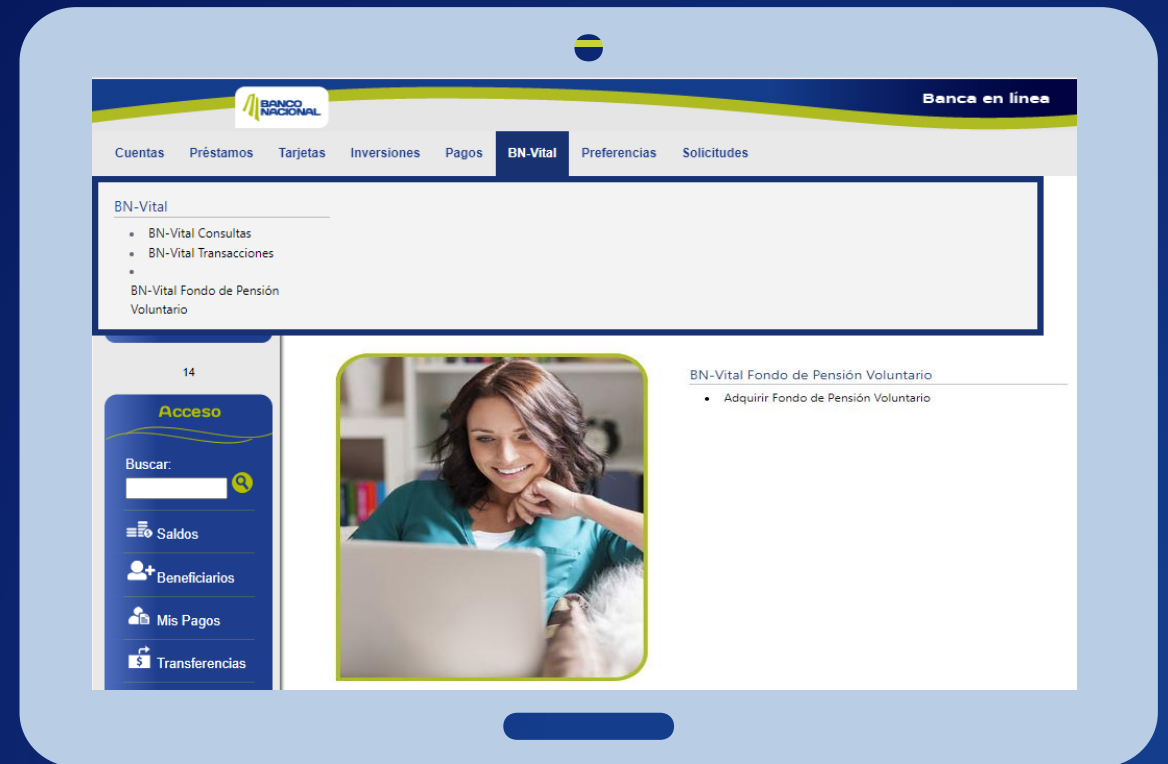 BANCO
NACIONAL
Banca en línea
Cuentas Préstamos Tarjetas Inversiones Pagos BN-Vital Preferencias Solicitudes
BN-Vital
BN-Vital Consultas
BN-Vital Transacciones
BN-Vital Fondo de Pensión
Voluntario
14
Acceso
Buscar:
Saldos
Beneficiarios
Mis Pagos
Transferencias
BN-Vital Fondo de Pensión Voluntario
Adquirir Fondo de Pensión Voluntario